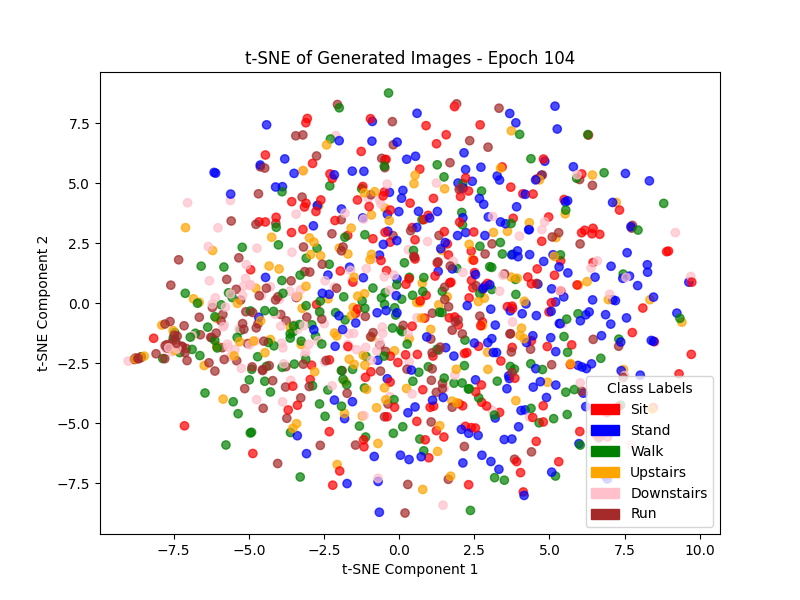 t-SNE of Generated Images - Epoch 104
t-SNE Component 2
7.5
5.0
2.5
0.0
−2.5
−5.0
−7.5
Class Labels
Sit
Stand
Walk
Upstairs
Downstairs
Run
−7.5 −5.0 −2.5 0.0 2.5 5.0 7.5 10.0
t-SNE Component 1